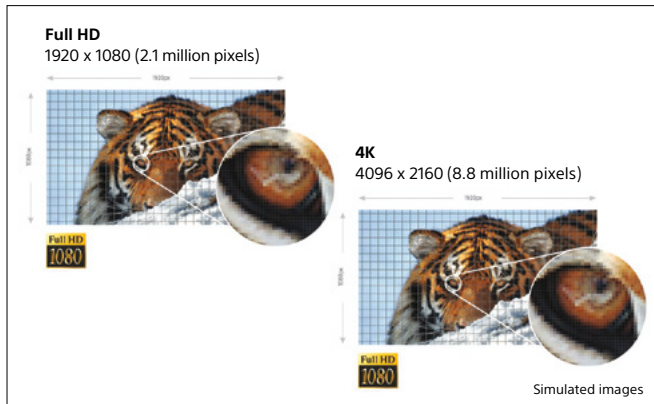 Full HD
1920 x 1080 (2.1 million pixels)
1920px
1080px
Full HD
1080
4K
4096 x 2160 (8.8 million pixels)
1920px
1080px
Full HD
1080
Simulated images